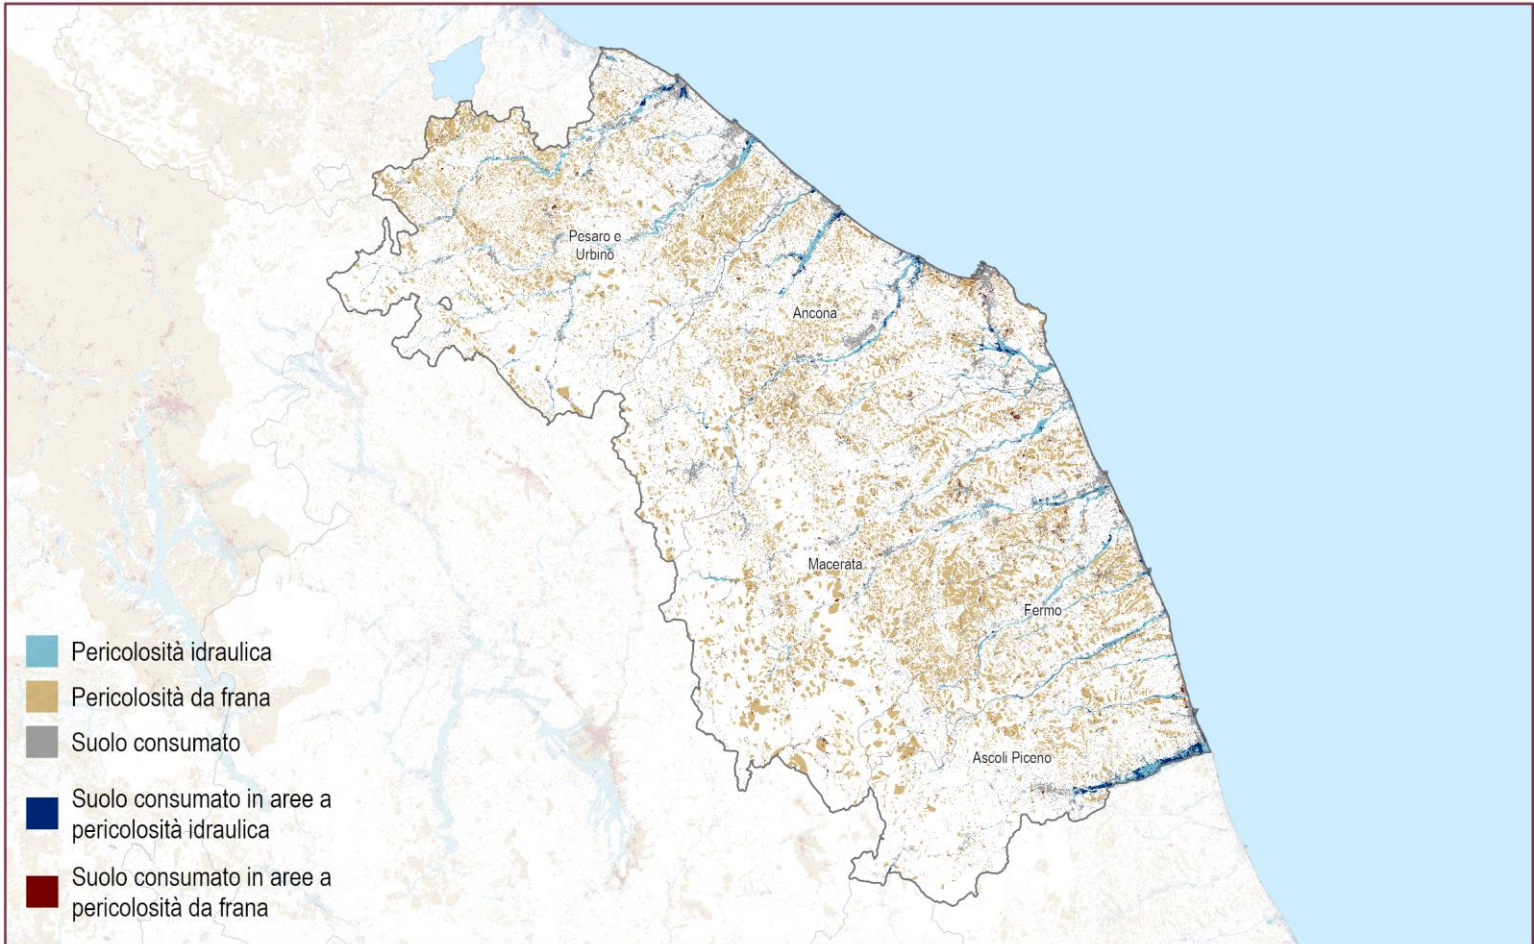 Pesaro e
Urbino
Ancona
Macerata
Fermo
Ascoli Piceno
Pericolosità idraulica
Pericolosità da frana
Suolo consumato
Suolo consumato in aree a
pericolosità idraulica
Suolo consumato in aree a
pericolosità da frana